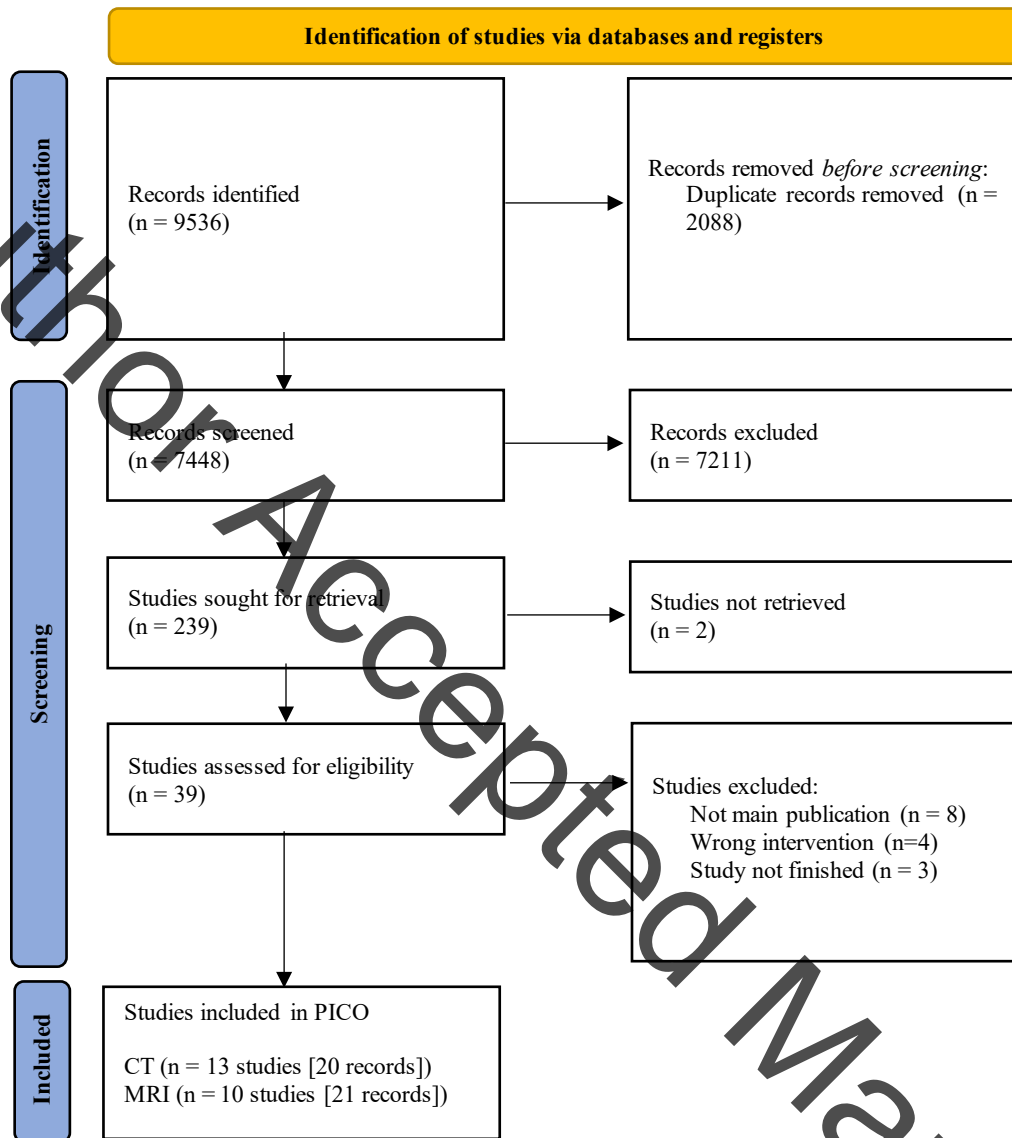 Identification of studies via databases and registers
Identification
Records identified
(n = 9536)
Records removed before screening:
Duplicate records removed (n =
2088)
Screening
Records screened
(n = 7448)
Records excluded
(n = 7211)
Studies sought for retrieval
(n = 239)
Studies not retrieved
(n = 2)
Studies assessed for eligibility
(n = 39)
Studies excluded:
Not main publication (n = 8)
Wrong intervention (n=4)
Study not finished (n = 3)
Included
Studies included in PICO
CT (n = 13 studies [20 records])
MRI (n = 10 studies [21 records])
Accepted